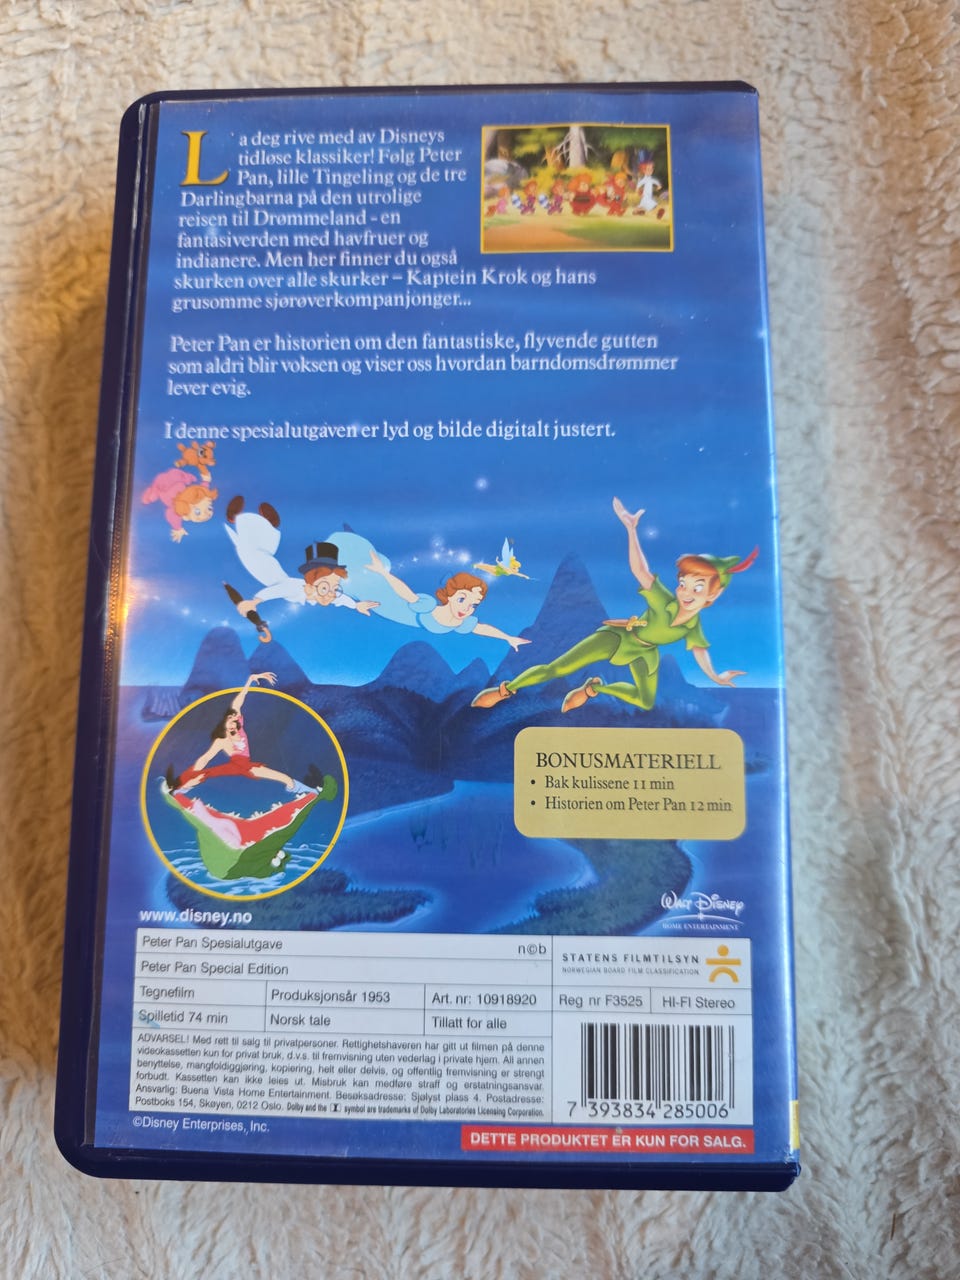 La deg rive med av Disneys
tidløse klassiker! Følg Peter
Pan, lille Tingeling og de tre
Darlingbarna på den utrolige
reisen til Drømmeland - en
fantasiverden med havfruer og
indianere. Men her finner du også
skurken over alle skurker – Kaptein Krok og hans
grusomme sjørøverkompanjonger...
Peter Pan er historien om den fantastiske, flyvende gutten
som aldri blir voksen og viser oss hvordan barndomsdrømmer
lever evig.
I denne spesialutgaven er lyd og bilde digitalt justert.
BONUSMATERIELL
• Bak kulissene 11 min
• Historien om Peter Pan 12 min
www.disney.no
WALT DISNEY
HOME ENTERTAINMENT
Peter Pan Spesialutgave
n©b
Peter Pan Special Edition
STATENS FILMTILSYN
NORWEGIAN BOARD FILM CLASSIFICATION
Tegnefilm
Produksjonsår 1953
Art. nr: 10918920
Reg nr F3525
HI-FI Stereo
Spilletid 74 min
Norsk tale
Tillatt for alle
ADVARSEL! Med rett til salg til privatpersoner. Rettighetshaveren har gitt ut filmen på denne
videokassetten kun for privat bruk, d.v.s. til fremvisning uten vederlag i private hjem. All annen
benyttelse, mangfoldiggjøring, kopiering, helt eller delvis, og offentlig fremvisning er strengt
forbudt. Kassetten kan ikke leies ut. Misbruk kan medføre straff og erstatningsansvar.
Ansvarlig: Buena Vista Home Entertainment. Besøksadresse: Sjølyst plass 4. Postadresse:
Postboks 154, Skøyen, 0212 Oslo. Dolby and the symbol are trademarks of Dolby Laboratories Licensing Corporation.
7 393834 285006
©Disney Enterprises, Inc.
DETTE PRODUKTET ER KUN FOR SALG.